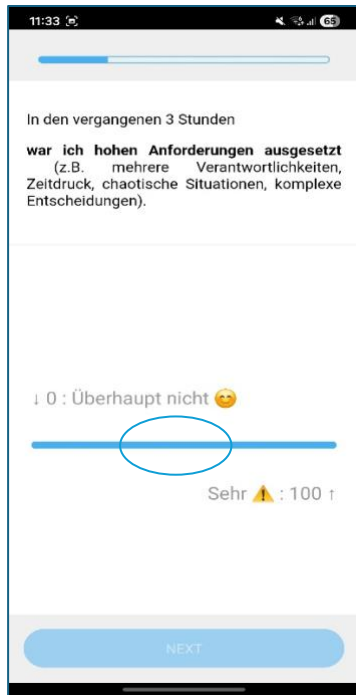 11:33
65
In den vergangenen 3 Stunden
war ich hohen Anforderungen ausgesetzt
(z.B. mehrere Verantwortlichkeiten,
Zeitdruck, chaotische Situationen, komplexe
Entscheidungen).
↓ 0 : Überhaupt nicht 😊
Sehr ⚠️ : 100 ↑
NEXT